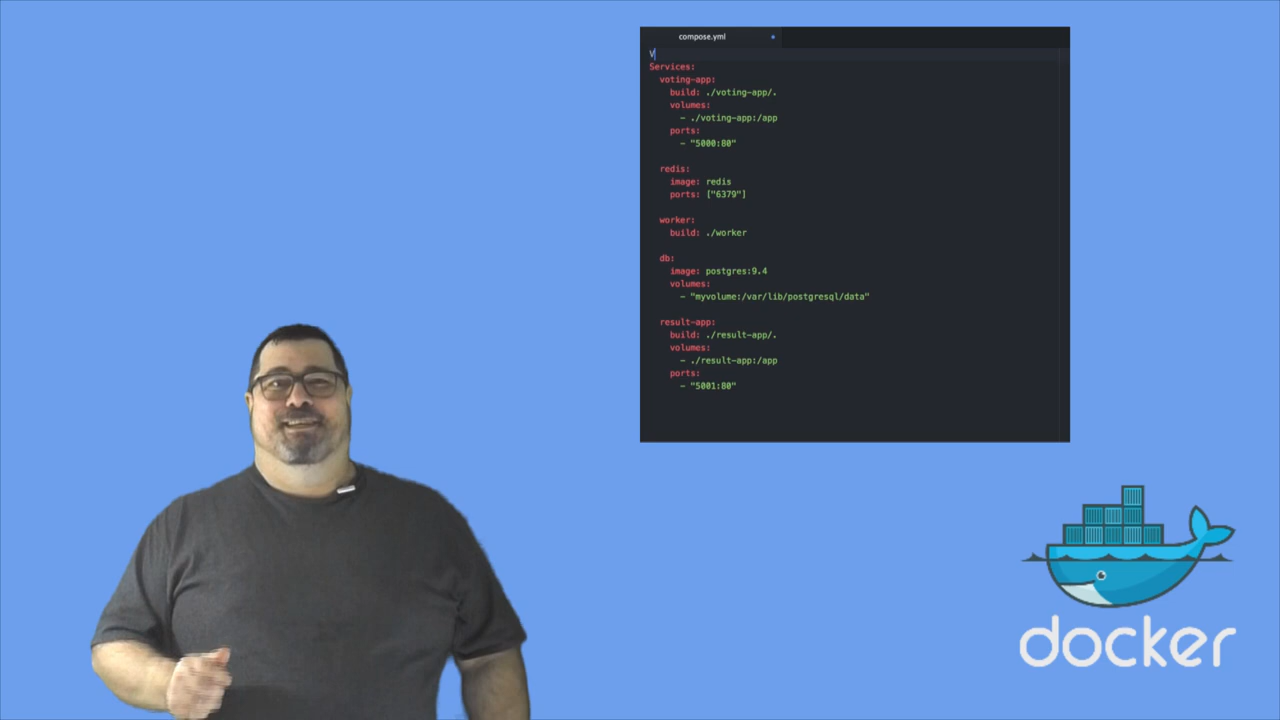 compose.yml
V
Services:
voting-app:
build: ./voting-app/.
volumes:
- ./voting-app:/app
ports:
- "5000:80"
redis:
image: redis
ports: ["6379"]
worker:
build: ./worker
db:
image: postgres:9.4
volumes:
- "myvolume:/var/lib/postgresql/data"
result-app:
build: ./result-app/.
volumes:
- ./result-app:/app
ports:
- "5001:80"
docker